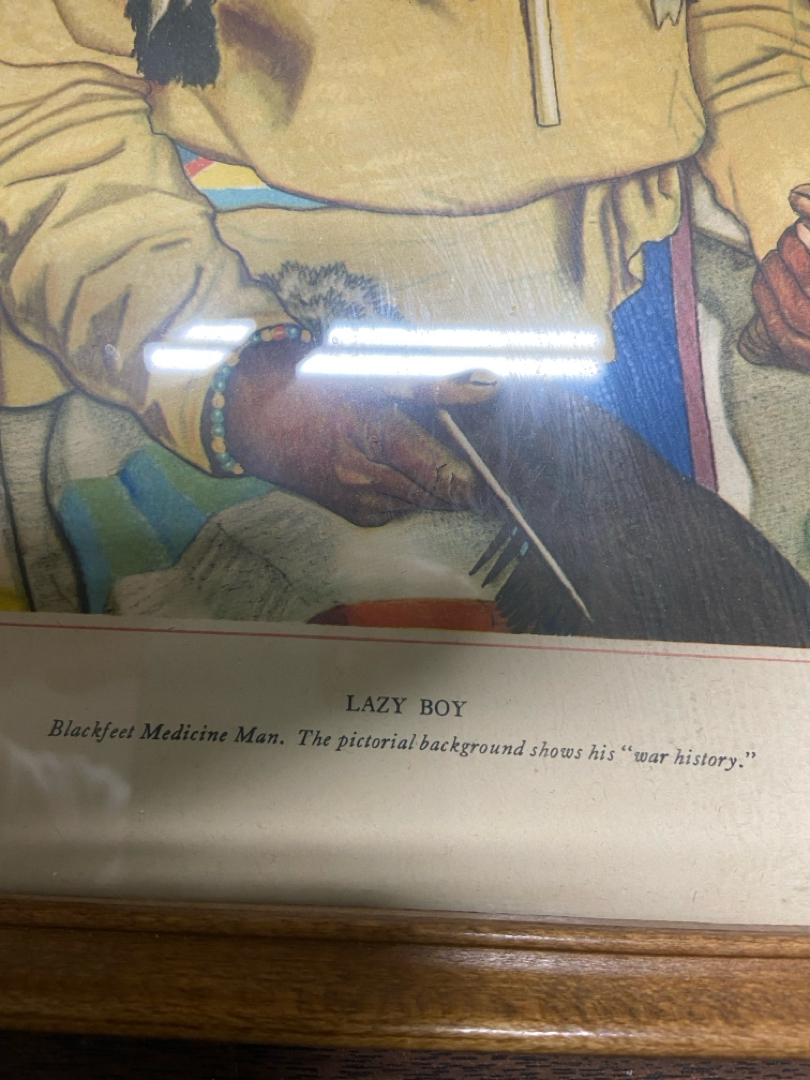 LAZY BOY
Blackfeet Medicine Man. The pictorial background shows his “war history.”